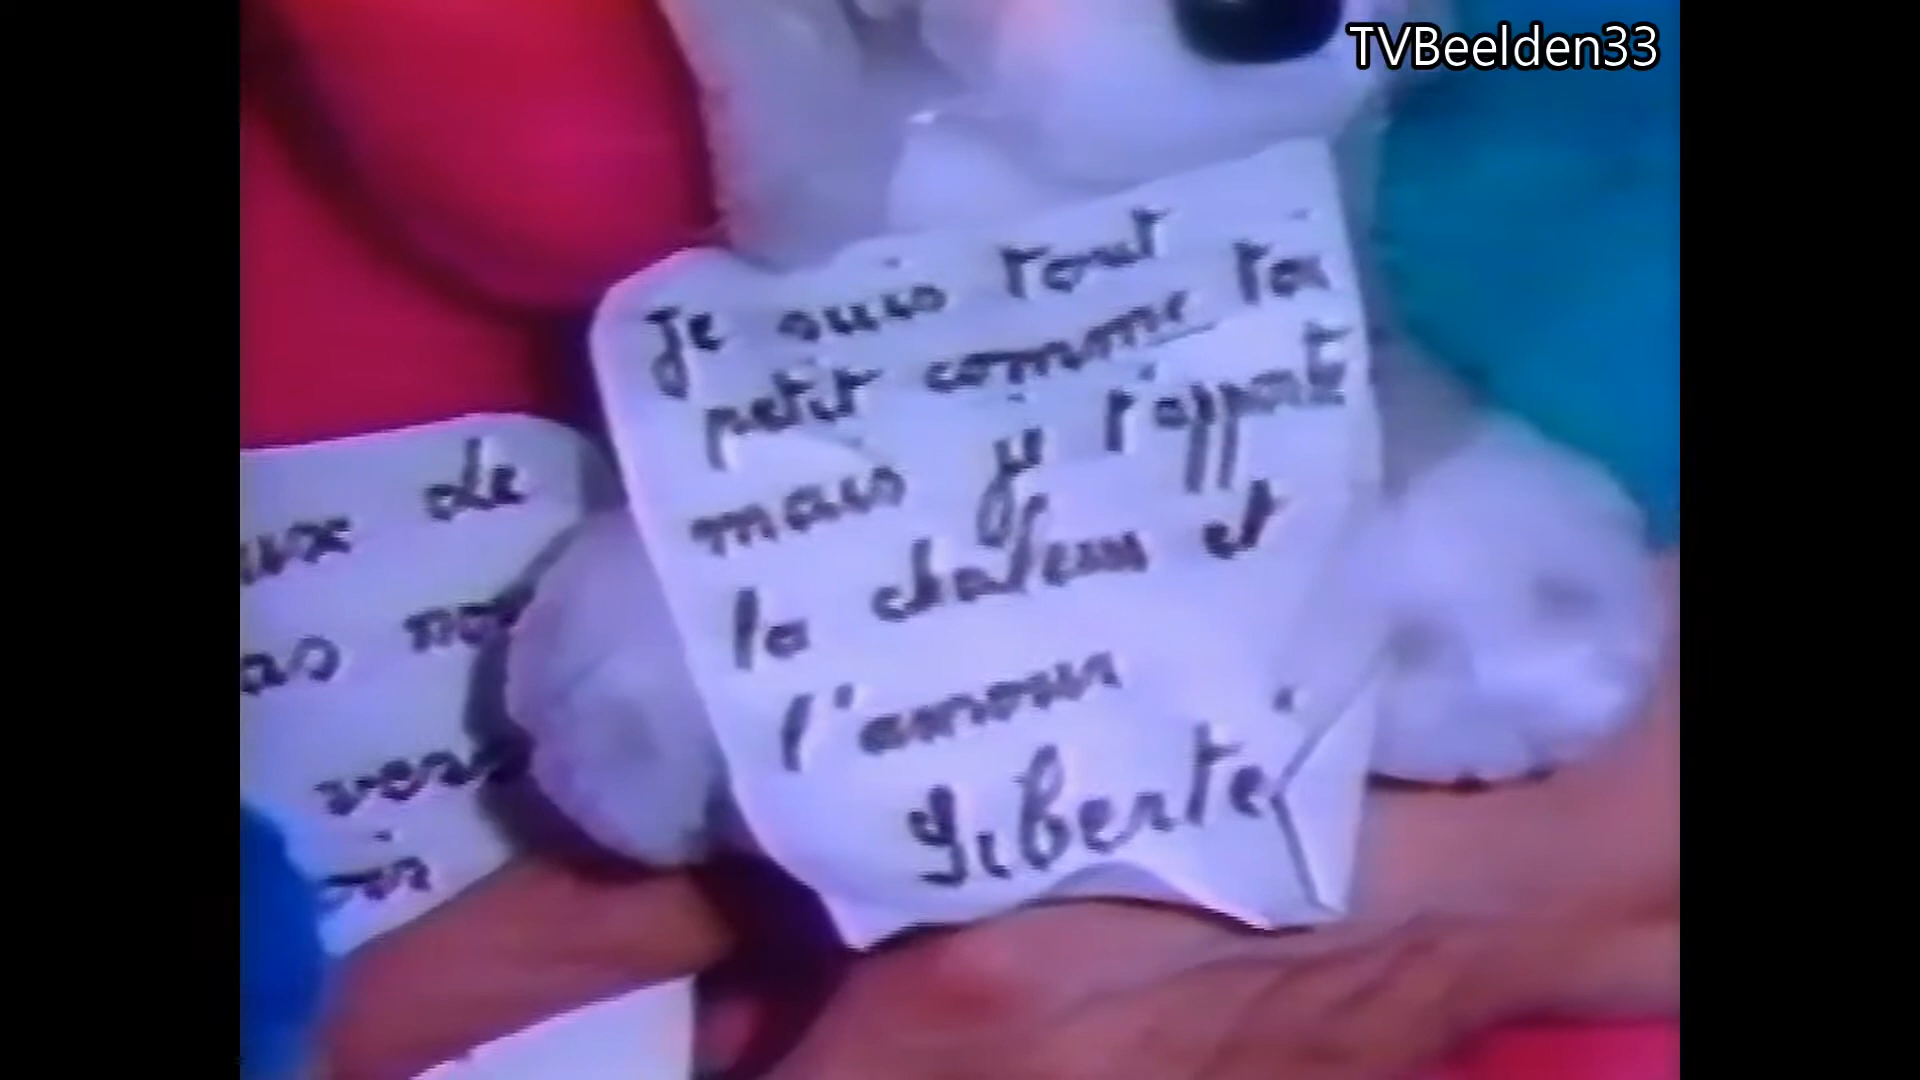 TVBeelden33
Je suis tout
petit comme toi
mais je t'apporte
la chaleur et
l'amour
Liberté
de